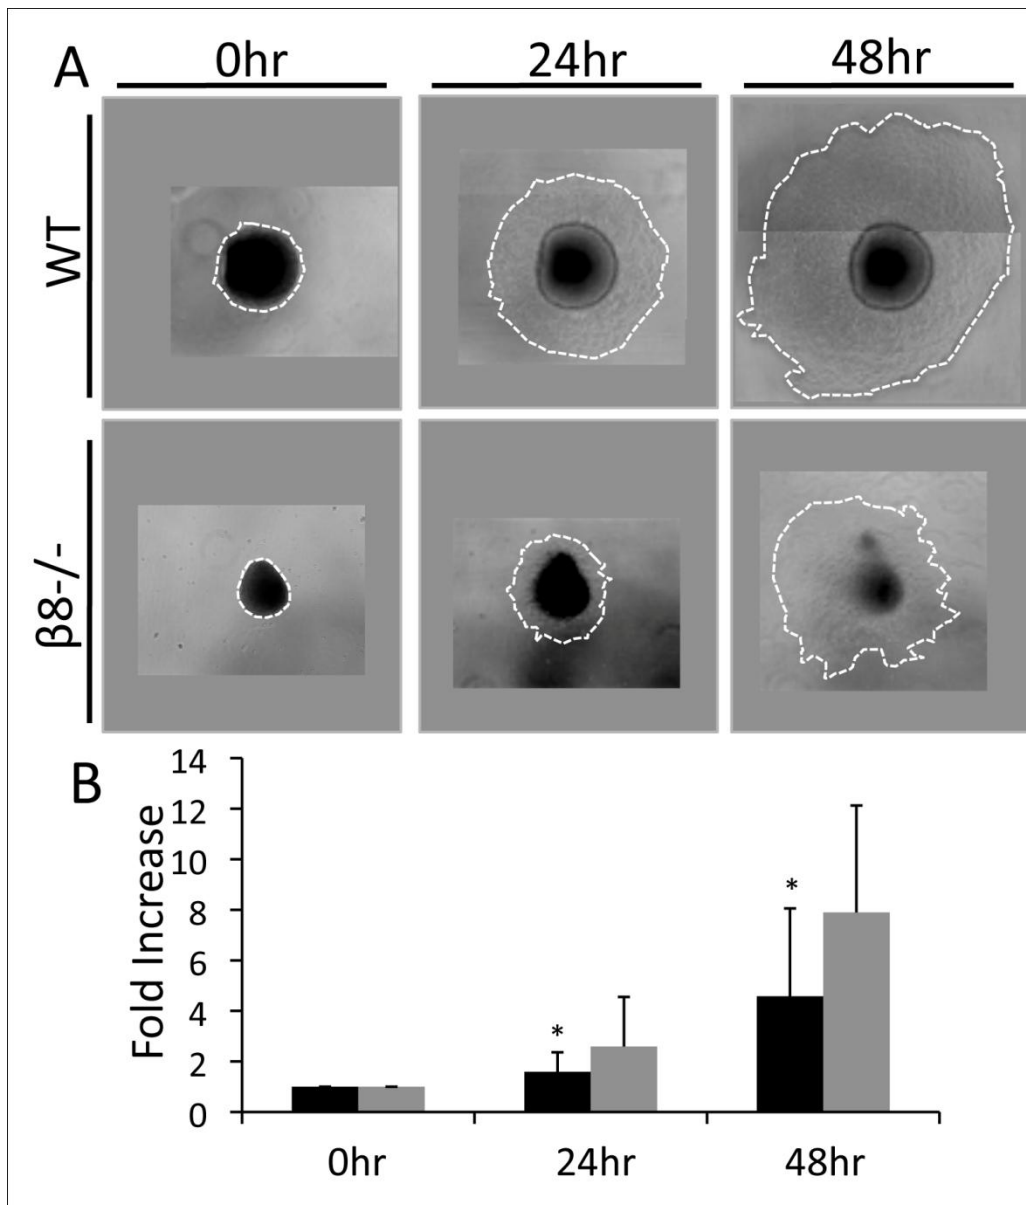 A
0hr
24hr
48hr
WT
β8-/-
B
Fold Increase
14
12
10
8
6
4
2
0
*
*
0hr
24hr
48hr